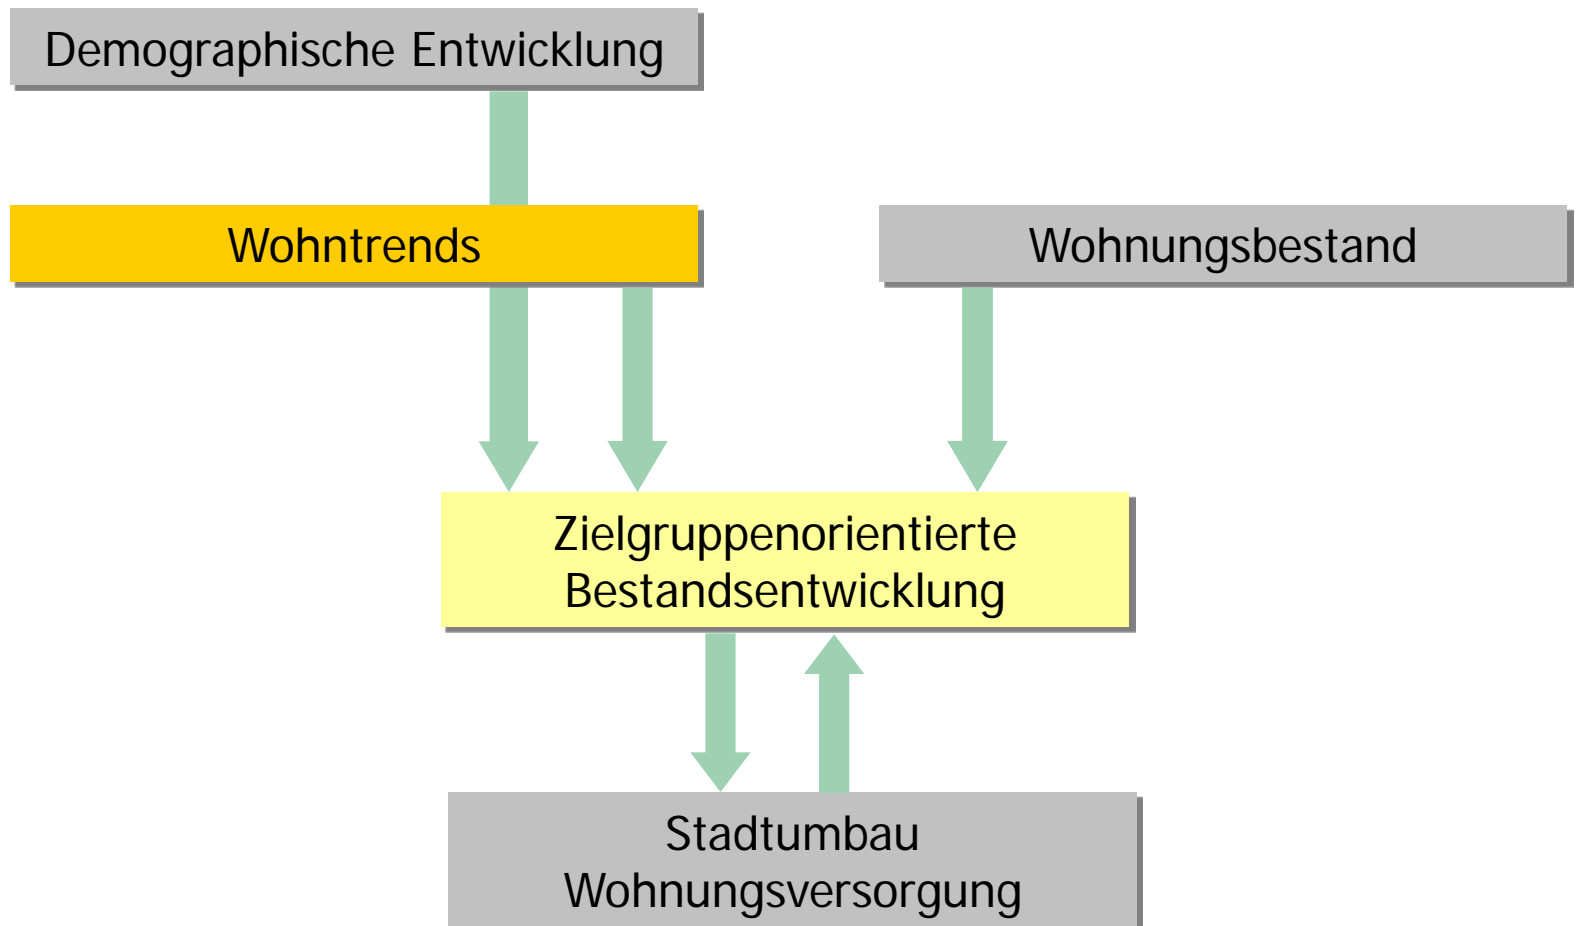 Demographische Entwicklung
Wohntrends
Wohnungsbestand
Zielgruppenorientierte
Bestandsentwicklung
Stadtumbau
Wohnungsversorgung